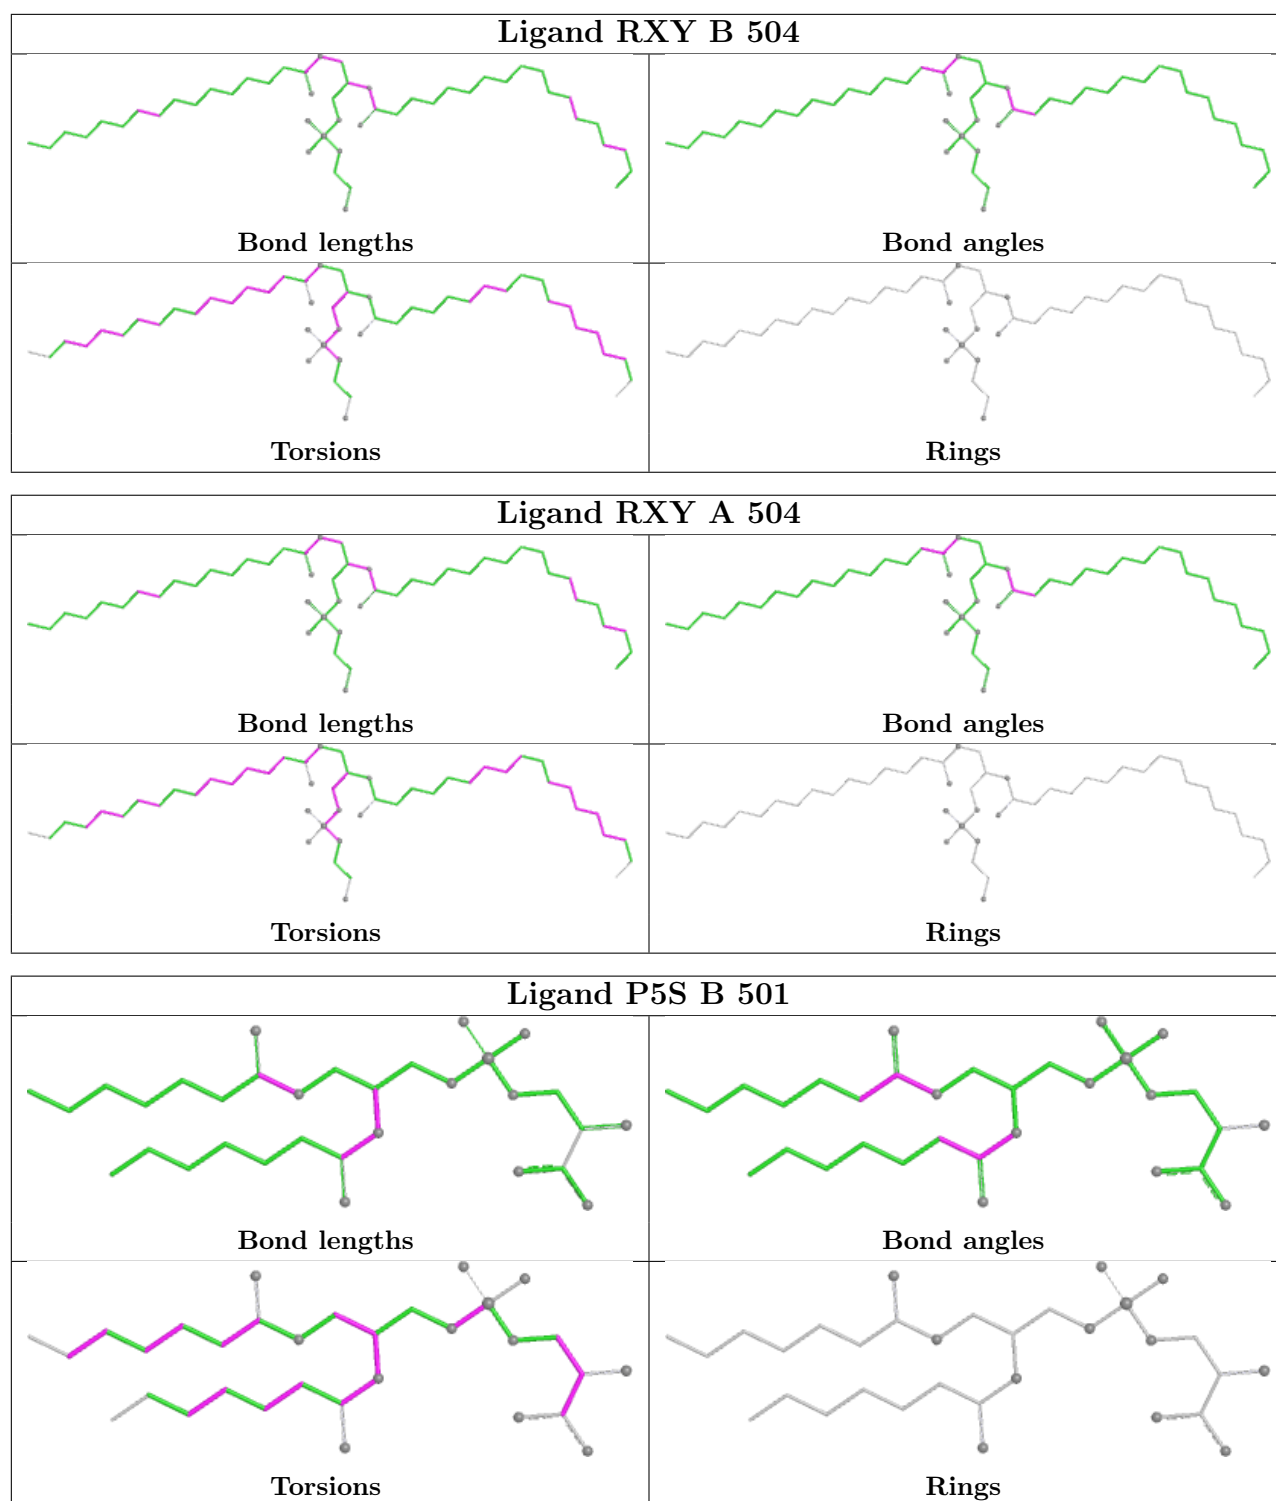 Ligand RXY B 504
Bond lengths
Bond angles
Torsions
Rings
Ligand RXY A 504
Bond lengths
Bond angles
Torsions
Rings
Ligand P5S B 501
Bond lengths
Bond angles
Torsions
Rings